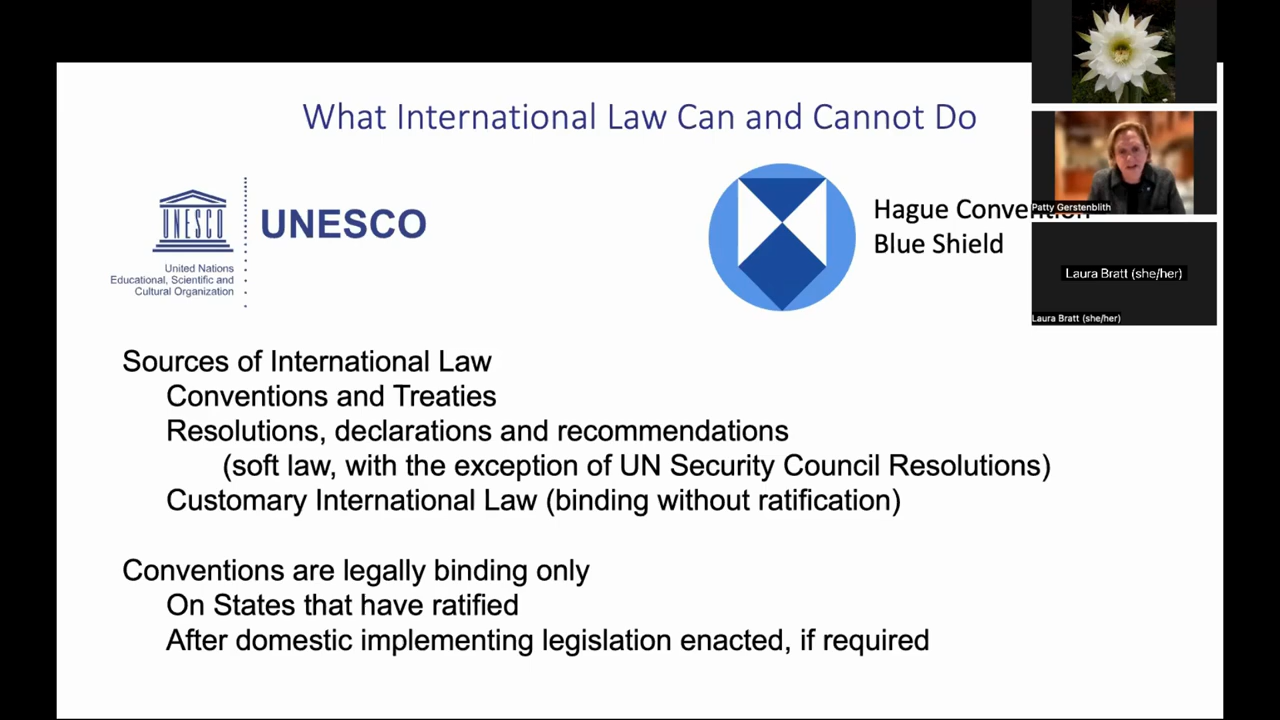 What International Law Can and Cannot Do
UNESCO
UNESCO
United Nations
Educational, Scientific and
Cultural Organization
Hague Convention
Blue Shield
Patty Gerstenblith
Laura Bratt (she/her)
Laura Bratt (she/her)
Sources of International Law
Conventions and Treaties
Resolutions, declarations and recommendations
(soft law, with the exception of UN Security Council Resolutions)
Customary International Law (binding without ratification)
Conventions are legally binding only
On States that have ratified
After domestic implementing legislation enacted, if required